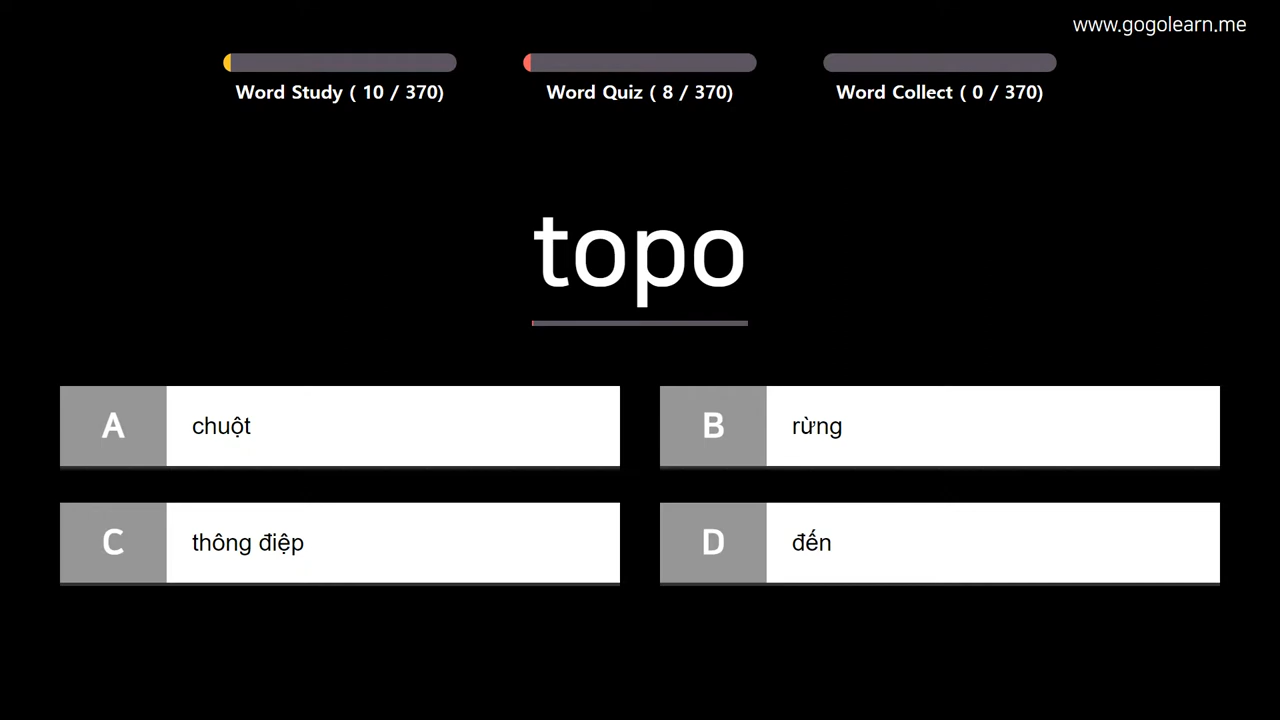 www.gogolearn.me
Word Study ( 10 / 370)
Word Quiz ( 8 / 370)
Word Collect ( 0 / 370)
topo
A chuột
B rừng
C thông điệp
D đến